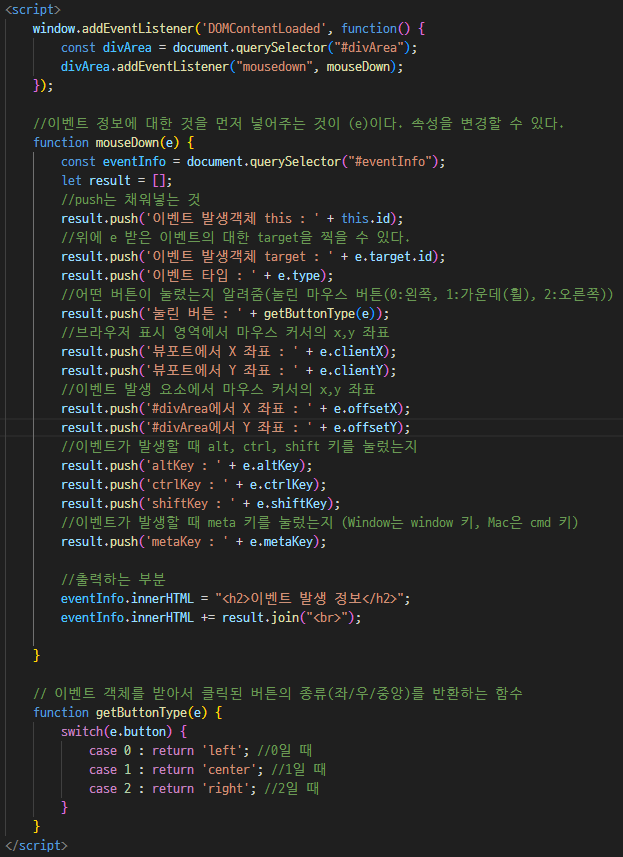 <script>
window.addEventListener('DOMContentLoaded', function() {
const divArea = document.querySelector("#divArea");
divArea.addEventListener("mousedown", mouseDown);
});
//이벤트 정보에 대한 것을 먼저 넣어주는 것이 (e)이다. 속성을 변경할 수 있다.
function mouseDown(e) {
const eventInfo = document.querySelector("#eventInfo");
let result = [];
//push는 채워넣는 것
result.push('이벤트 발생객체 this : ' + this.id);
//위에 e 받은 이벤트의 대한 target을 찍을 수 있다.
result.push('이벤트 발생객체 target : ' + e.target.id);
result.push('이벤트 타입 : ' + e.type);
//어떤 버튼이 눌렸는지 알려줌(눌린 마우스 버튼(0:왼쪽, 1:가운데(휠), 2:오른쪽))
result.push('눌린 버튼 : ' + getButtonType(e));
//브라우저 표시 영역에서 마우스 커서의 x,y 좌표
result.push('뷰포트에서 X 좌표 : ' + e.clientX);
result.push('뷰포트에서 Y 좌표 : ' + e.clientY);
//이벤트 발생 요소에서 마우스 커서의 x,y 좌표
result.push('#divArea에서 X 좌표 : ' + e.offsetX);
result.push('#divArea에서 Y 좌표 : ' + e.offsetY);
//이벤트가 발생할 때 alt, ctrl, shift 키를 눌렀는지
result.push('altKey : ' + e.altKey);
result.push('ctrlKey : ' + e.ctrlKey);
result.push('shiftKey : ' + e.shiftKey);
//이벤트가 발생할 때 meta 키를 눌렀는지 (Window는 window 키, Mac은 cmd 키)
result.push('metaKey : ' + e.metaKey);
//출력하는 부분
eventInfo.innerHTML = "<h2>이벤트 발생 정보</h2>";
eventInfo.innerHTML += result.join("<br>");
}
// 이벤트 객체를 받아서 클릭된 버튼의 종류(좌/우/중앙)를 반환하는 함수
function getButtonType(e) {
switch(e.button) {
case 0 : return 'left'; //0일 때
case 1 : return 'center'; //1일 때
case 2 : return 'right'; //2일 때
}
}
</script>